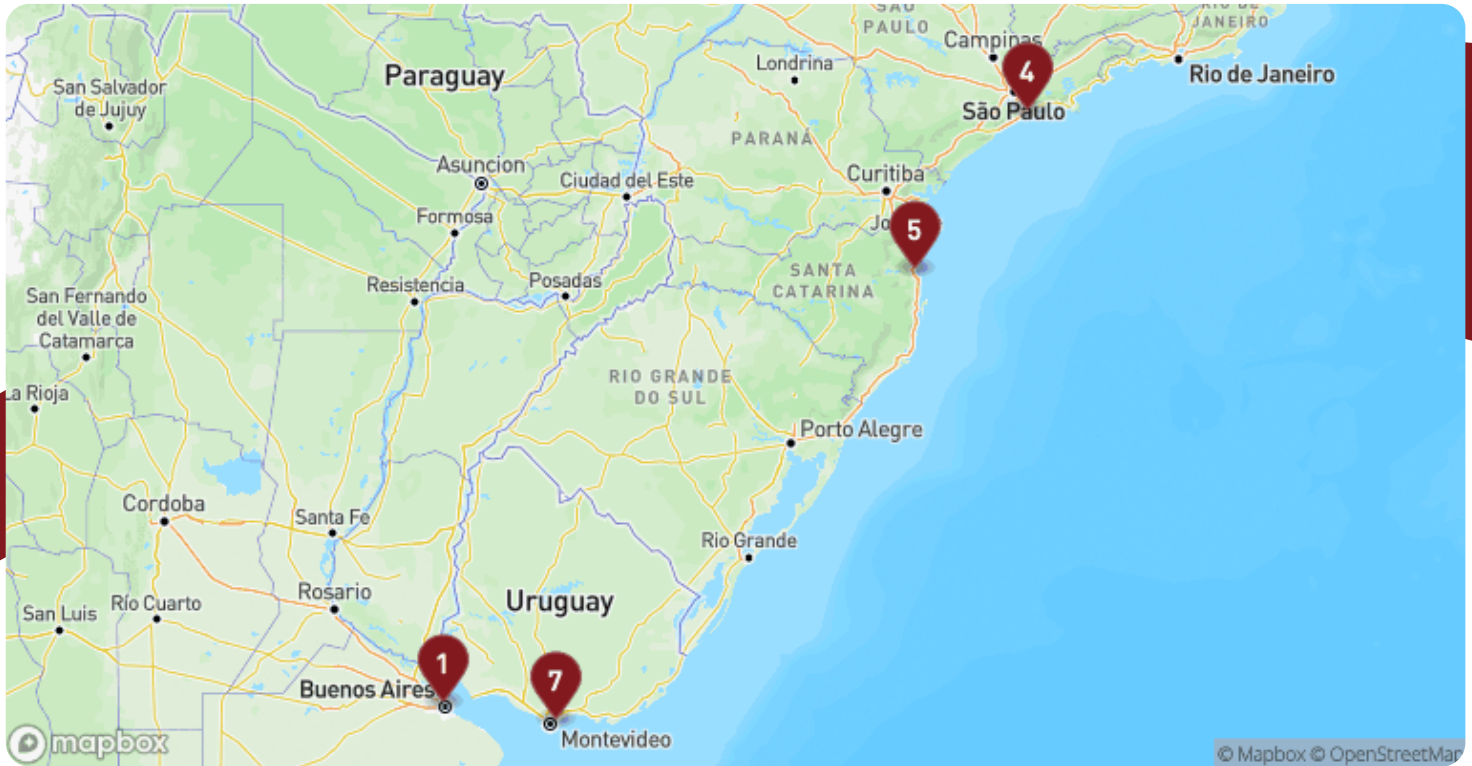 SÃO
PAULO
RIO DE
JANEIRO
Campinas
4
Rio de Janeiro
Londrina
Paraguay
San Salvador
de Jujuy
São Paulo
PARANÁ
Asuncion
Curitiba
Ciudad del Este
Formosa
Jo
5
SANTA
CATARINA
Posadas
Resistencia
San Fernando
del Valle de
Catamarca
RIO GRANDE
DO SUL
La Rioja
Porto Alegre
Cordoba
Santa Fe
Rio Grande
Rosario
Río Cuarto
San Luis
Uruguay
1
7
Buenos Aires
Montevideo
mapbox
© Mapbox © OpenStreetMap